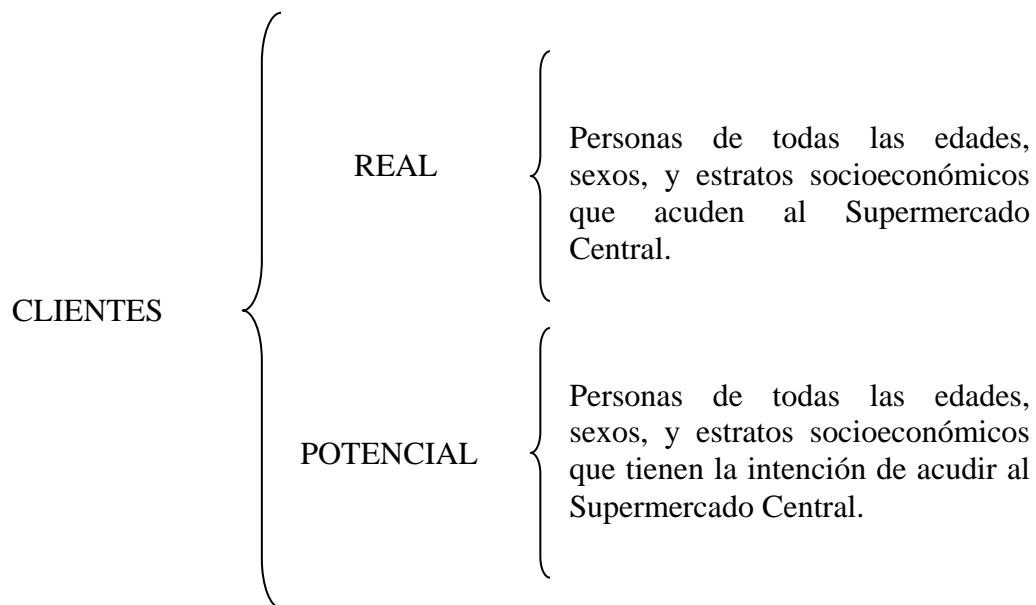 REAL
Personas de todas las edades,
sexos, y estratos socioeconómicos
que acuden al Supermercado
Central.
CLIENTES
POTENCIAL
Personas de todas las edades,
sexos, y estratos socioeconómicos
que tienen la intención de acudir al
Supermercado Central.